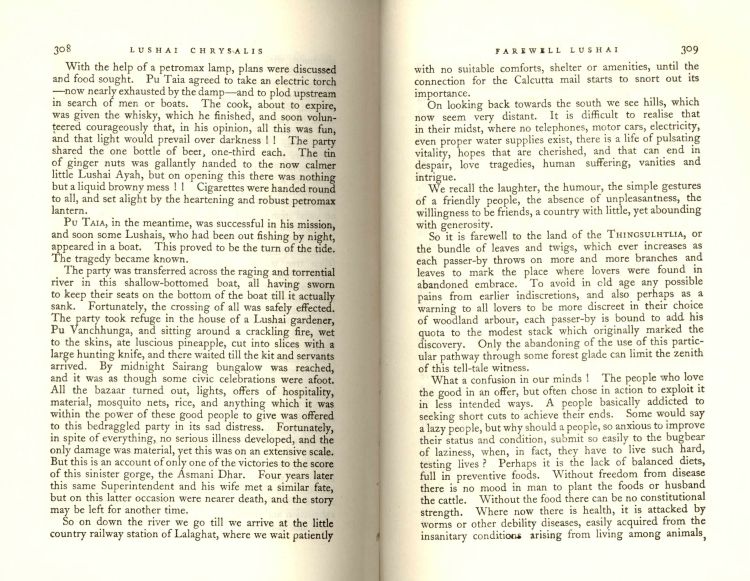 308 LUSHAI CHRYSALIS
With the help of a petromax lamp, plans were discussed
and food sought. Pu Taia agreed to take an electric torch
—now nearly exhausted by the damp—and to plod upstream
in search of men or boats. The cook, about to expire,
was given the whisky, which he finished, and soon volun-
teered courageously that, in his opinion, all this was fun,
and that light would prevail over darkness ! ! The party
shared the one bottle of beer, one-third each. The tin
of ginger nuts was gallantly handed to the now calmer
little Lushai Ayah, but on opening this there was nothing
but a liquid browny mess ! ! Cigarettes were handed round
to all, and set alight by the heartening and robust petromax
lantern.
PU TAIA, in the meantime, was successful in his mission,
and soon some Lushais, who had been out fishing by night,
appeared in a boat. This proved to be the turn of the tide.
The tragedy became known.
The party was transferred across the raging and torrential
river in this shallow-bottomed boat, all having sworn
to keep their seats on the bottom of the boat till it actually
sank. Fortunately, the crossing of all was safely effected.
The party took refuge in the house of a Lushai gardener,
Pu Vanchhunga, and sitting around a crackling fire, wet
to the skins, ate luscious pineapple, cut into slices with a
large hunting knife, and there waited till the kit and servants
arrived. By midnight Sairang bungalow was reached,
and it was as though some civic celebrations were afoot.
All the bazaar turned out, lights, offers of hospitality,
material, mosquito nets, rice, and anything which it was
within the power of these good people to give was offered
to this bedraggled party in its sad distress. Fortunately,
in spite of everything, no serious illness developed, and the
only damage was material, yet this was on an extensive scale.
But this is an account of only one of the victories to the score
of this sinister gorge, the Asmani Dhar. Four years later
this same Superintendent and his wife met a similar fate,
but on this latter occasion were nearer death, and the story
may be left for another time.
So on down the river we go till we arrive at the little
country railway station of Lalaghat, where we wait patiently
FAREWELL LUSHAI 309
with no suitable comforts, shelter or amenities, until the
connection for the Calcutta mail starts to snort out its
importance.
On looking back towards the south we see hills, which
now seem very distant. It is difficult to realise that
in their midst, where no telephones, motor cars, electricity,
even proper water supplies exist, there is a life of pulsating
vitality, hopes that are cherished, and that can end in
despair, love tragedies, human suffering, vanities and
intrigue.
We recall the laughter, the humour, the simple gestures
of a friendly people, the absence of unpleasantness, the
willingness to be friends, a country with little, yet abounding
with generosity.
So it is farewell to the land of the THINGSULHTLIA, or
the bundle of leaves and twigs, which ever increases as
each passer-by throws on more and more branches and
leaves to mark the place where lovers were found in
abandoned embrace. To avoid in old age any possible
pains from earlier indiscretions, and also perhaps as a
warning to all lovers to be more discreet in their choice
of woodland arbour, each passer-by is bound to add his
quota to the modest stack which originally marked the
discovery. Only the abandoning of the use of this partic-
ular pathway through some forest glade can limit the zenith
of this tell-tale witness.
What a confusion in our minds ! The people who love
the good in an offer, but often chose in action to exploit it
in less intended ways. A people basically addicted to
seeking short cuts to achieve their ends. Some would say
a lazy people, but why should a people, so anxious to improve
their status and condition, submit so easily to the bugbear
of laziness, when, in fact, they have to live such hard,
testing lives ? Perhaps it is the lack of balanced diets,
full in preventive foods. Without freedom from disease
there is no mood in man to plant the foods or husband
the cattle. Without the food there can be no constitutional
strength. Where now there is health, it is attacked by
worms or other debility diseases, easily acquired from the
insanitary conditions arising from living among animals,